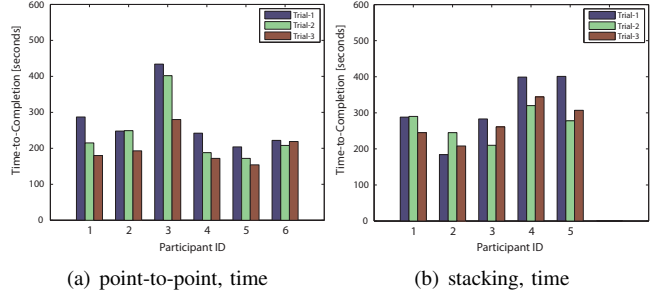 600
500
400
300
200
100
0
Time-to-Completion [seconds]
Trial-1
Trial-2
Trial-3
1 2 3 4 5 6
Participant ID
(a) point-to-point, time
600
500
400
300
200
100
0
Time-to-Completion [seconds]
Trial-1
Trial-2
Trial-3
1 2 3 4 5
Participant ID
(b) stacking, time